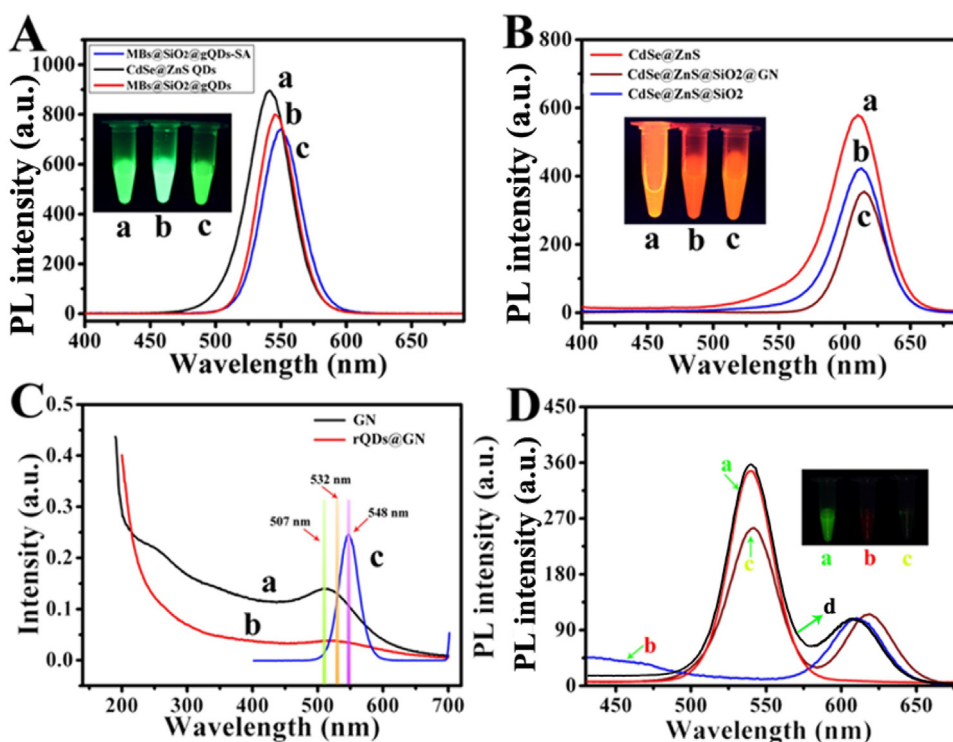 A
1000
800
600
400
200
0
400 450 500 550 600 650
PL intensity (a.u.)
Wavelength (nm)
MBs@SiO2@gQDs-SA
CdSe@ZnS QDs
MBs@SiO2@gQDs
a
b
c
a b c
B
800
600
400
200
0
400 450 500 550 600 650
PL intensity (a.u.)
Wavelength (nm)
CdSe@ZnS
CdSe@ZnS@SiO2@GN
CdSe@ZnS@SiO2
a
b
c
a b c
C
0.5
0.4
0.3
0.2
0.1
0.0
200 300 400 500 600 700
Intensity (a.u.)
Wavelength (nm)
GN
rQDs@GN
532 nm
507 nm
548 nm
a
b
c
D
450
360
270
180
90
0
450 500 550 600 650
PL intensity (a.u.)
PL intensity (a.u.)
Wavelength (nm)
a
b
c
d
a b c